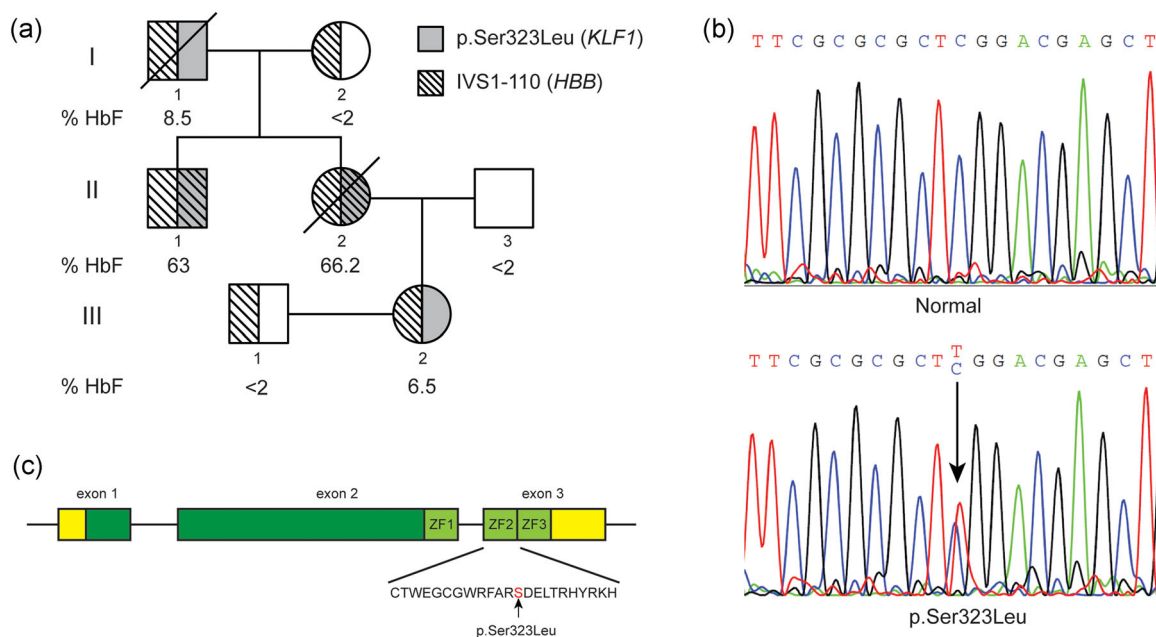 (a)
I
1
2
% HbF
8.5
<2
p.Ser323Leu (KLF1)
IVS1-110 (HBB)
II
1
2
3
% HbF
63
66.2
<2
III
1
2
% HbF
<2
6.5
(b)
T T C G C G C G C T C G G A C G A G C T
Normal
T T C G C G C G C T T G G A C G A G C T
C
p.Ser323Leu
(c)
exon 1
exon 2
exon 3
ZF1
ZF2
ZF3
CTWEGCGWRFARSDELTRHYRKH
p.Ser323Leu